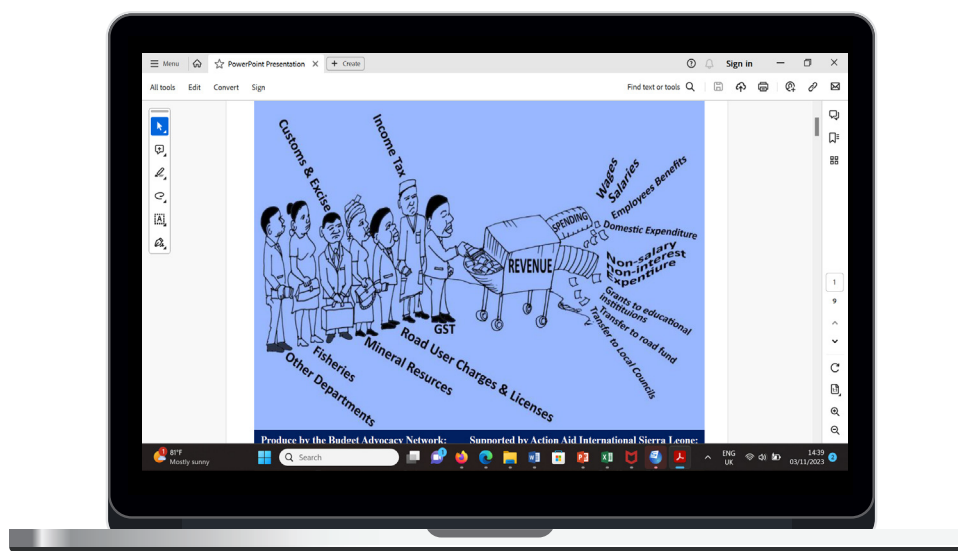 Menu
PowerPoint Presentation
Create
Sign in
All tools Edit Convert Sign
Find text or tools
Customs & Excise
Income Tax
Wages
Salaries
Employees Benefits
SPENDING
Domestic Expenditure
Non-salary
non-interest
Expentiure
REVENUE
Grants to educational
instittuions
Transfer to road fund
Transfer to Local Councils
GST
Road User Charges & Licenses
Mineral Resurces
Fisheries
Other Departments
1
9
Produce by the Budget Advocacy Network:
Supported by Action Aid International Sierra Leone:
81°F
Mostly sunny
Search
ENG
UK
14:39
03/11/2023
2